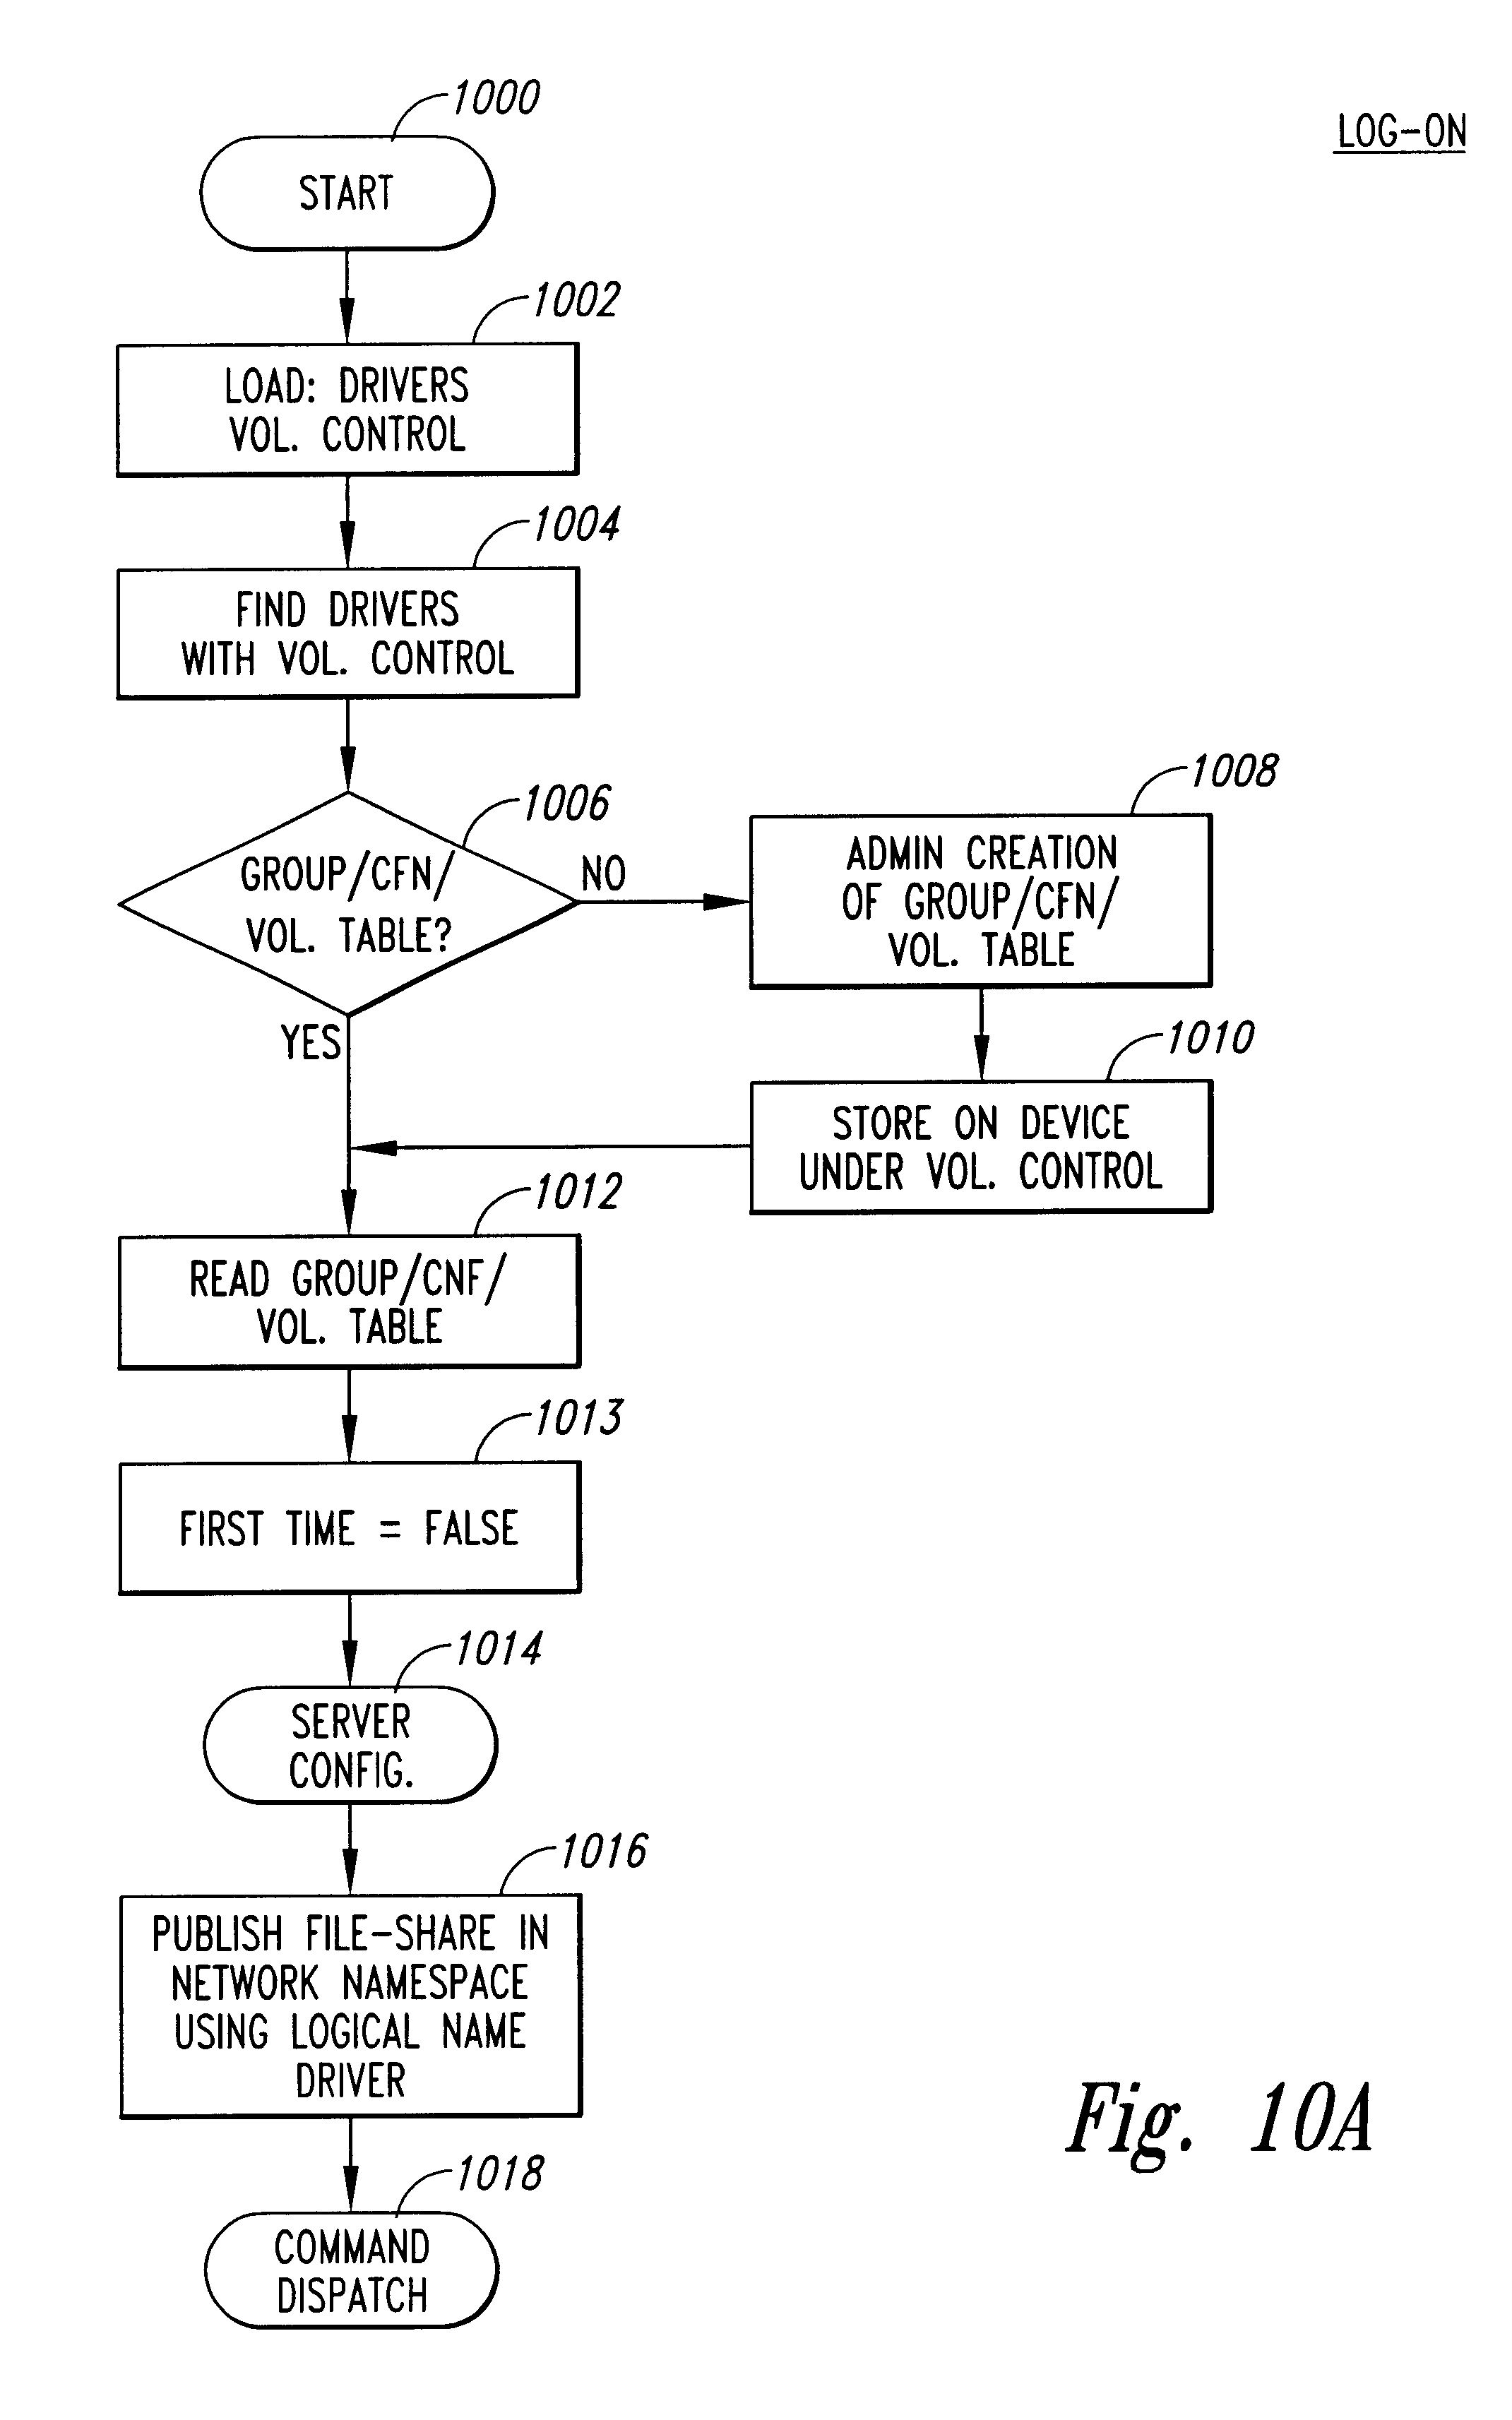 1000
LOG-ON
START
1002
LOAD: DRIVERS
VOL. CONTROL
1004
FIND DRIVERS
WITH VOL. CONTROL
1006
GROUP/CFN/
VOL. TABLE?
NO
YES
1008
ADMIN CREATION
OF GROUP/CFN/
VOL. TABLE
1010
STORE ON DEVICE
UNDER VOL. CONTROL
1012
READ GROUP/CNF/
VOL. TABLE
1013
FIRST TIME = FALSE
1014
SERVER
CONFIG.
1016
PUBLISH FILE-SHARE IN
NETWORK NAMESPACE
USING LOGICAL NAME
DRIVER
1018
COMMAND
DISPATCH
Fig. 10A